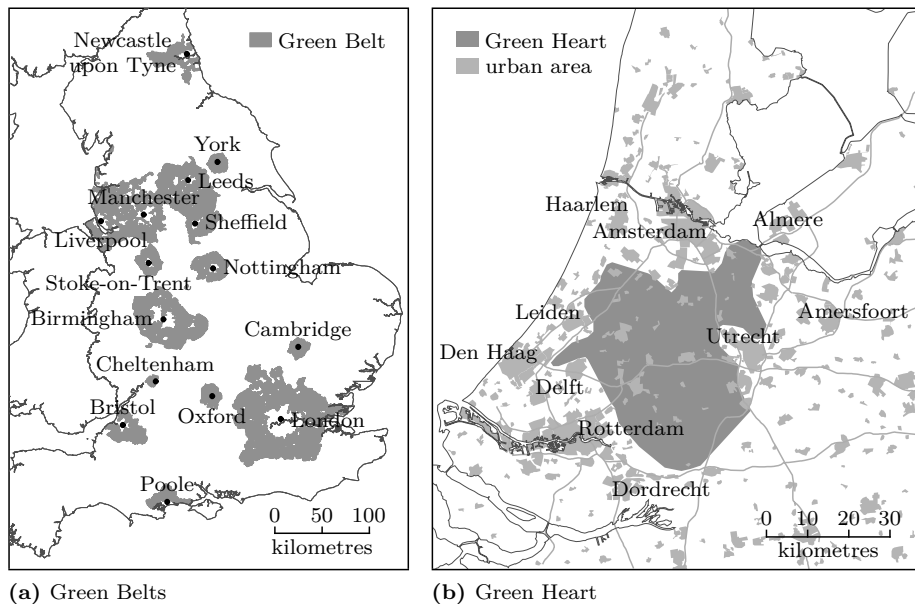 Newcastle
upon Tyne
Green Belt
York
Leeds
Manchester
Sheffield
Liverpool
Nottingham
Stoke-on-Trent
Birmingham
Cambridge
Cheltenham
Bristol
Oxford
London
Poole
0 50 100
kilometres
(a) Green Belts
Green Heart
urban area
Haarlem
Almere
Amsterdam
Leiden
Amersfoort
Utrecht
Den Haag
Delft
Rotterdam
Dordrecht
0 10 20 30
kilometres
(b) Green Heart